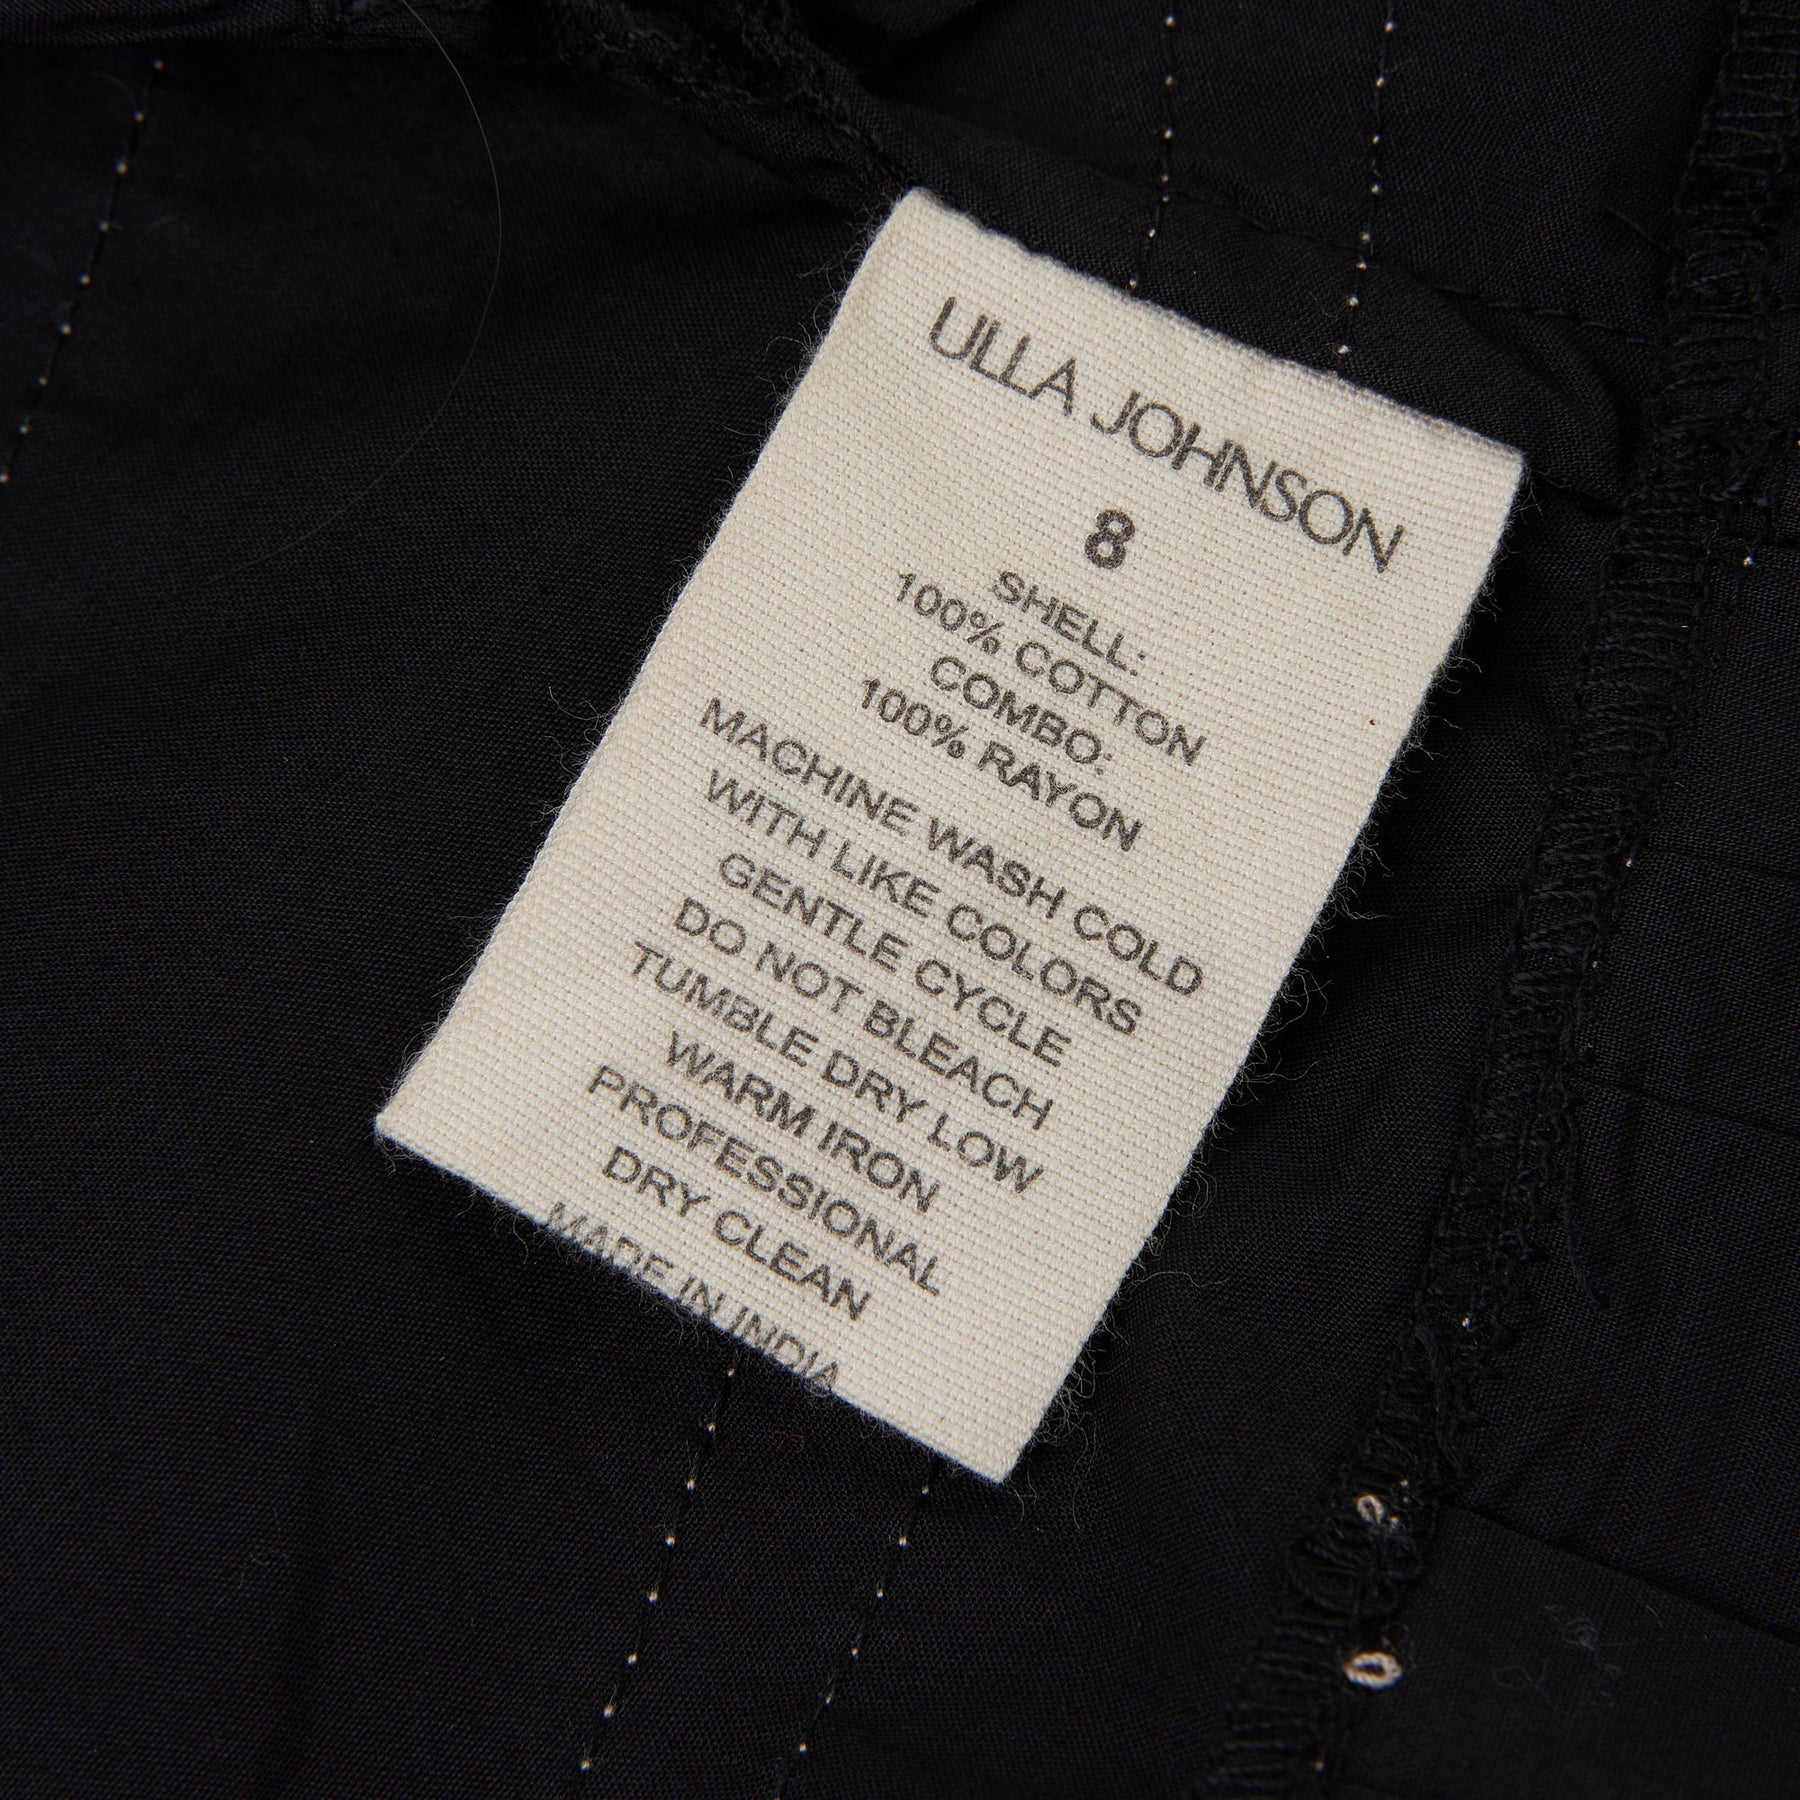 ULLA JOHNSON
8
SHELL:
100% COTTON
COMBO:
100% RAYON
MACHINE WASH COLD
WITH LIKE COLORS
GENTLE CYCLE
DO NOT BLEACH
TUMBLE DRY LOW
WARM IRON
PROFESSIONAL
DRY CLEAN
MADE IN INDIA